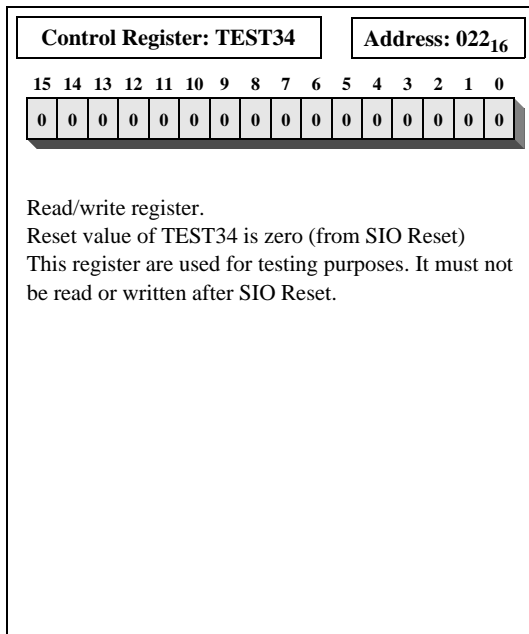 Control Register: TEST34
Address: 022₁₆
15 14 13 12 11 10 9 8 7 6 5 4 3 2 1 0
0 0 0 0 0 0 0 0 0 0 0 0 0 0 0 0
Read/write register.
Reset value of TEST34 is zero (from SIO Reset)
This register are used for testing purposes. It must not
be read or written after SIO Reset.